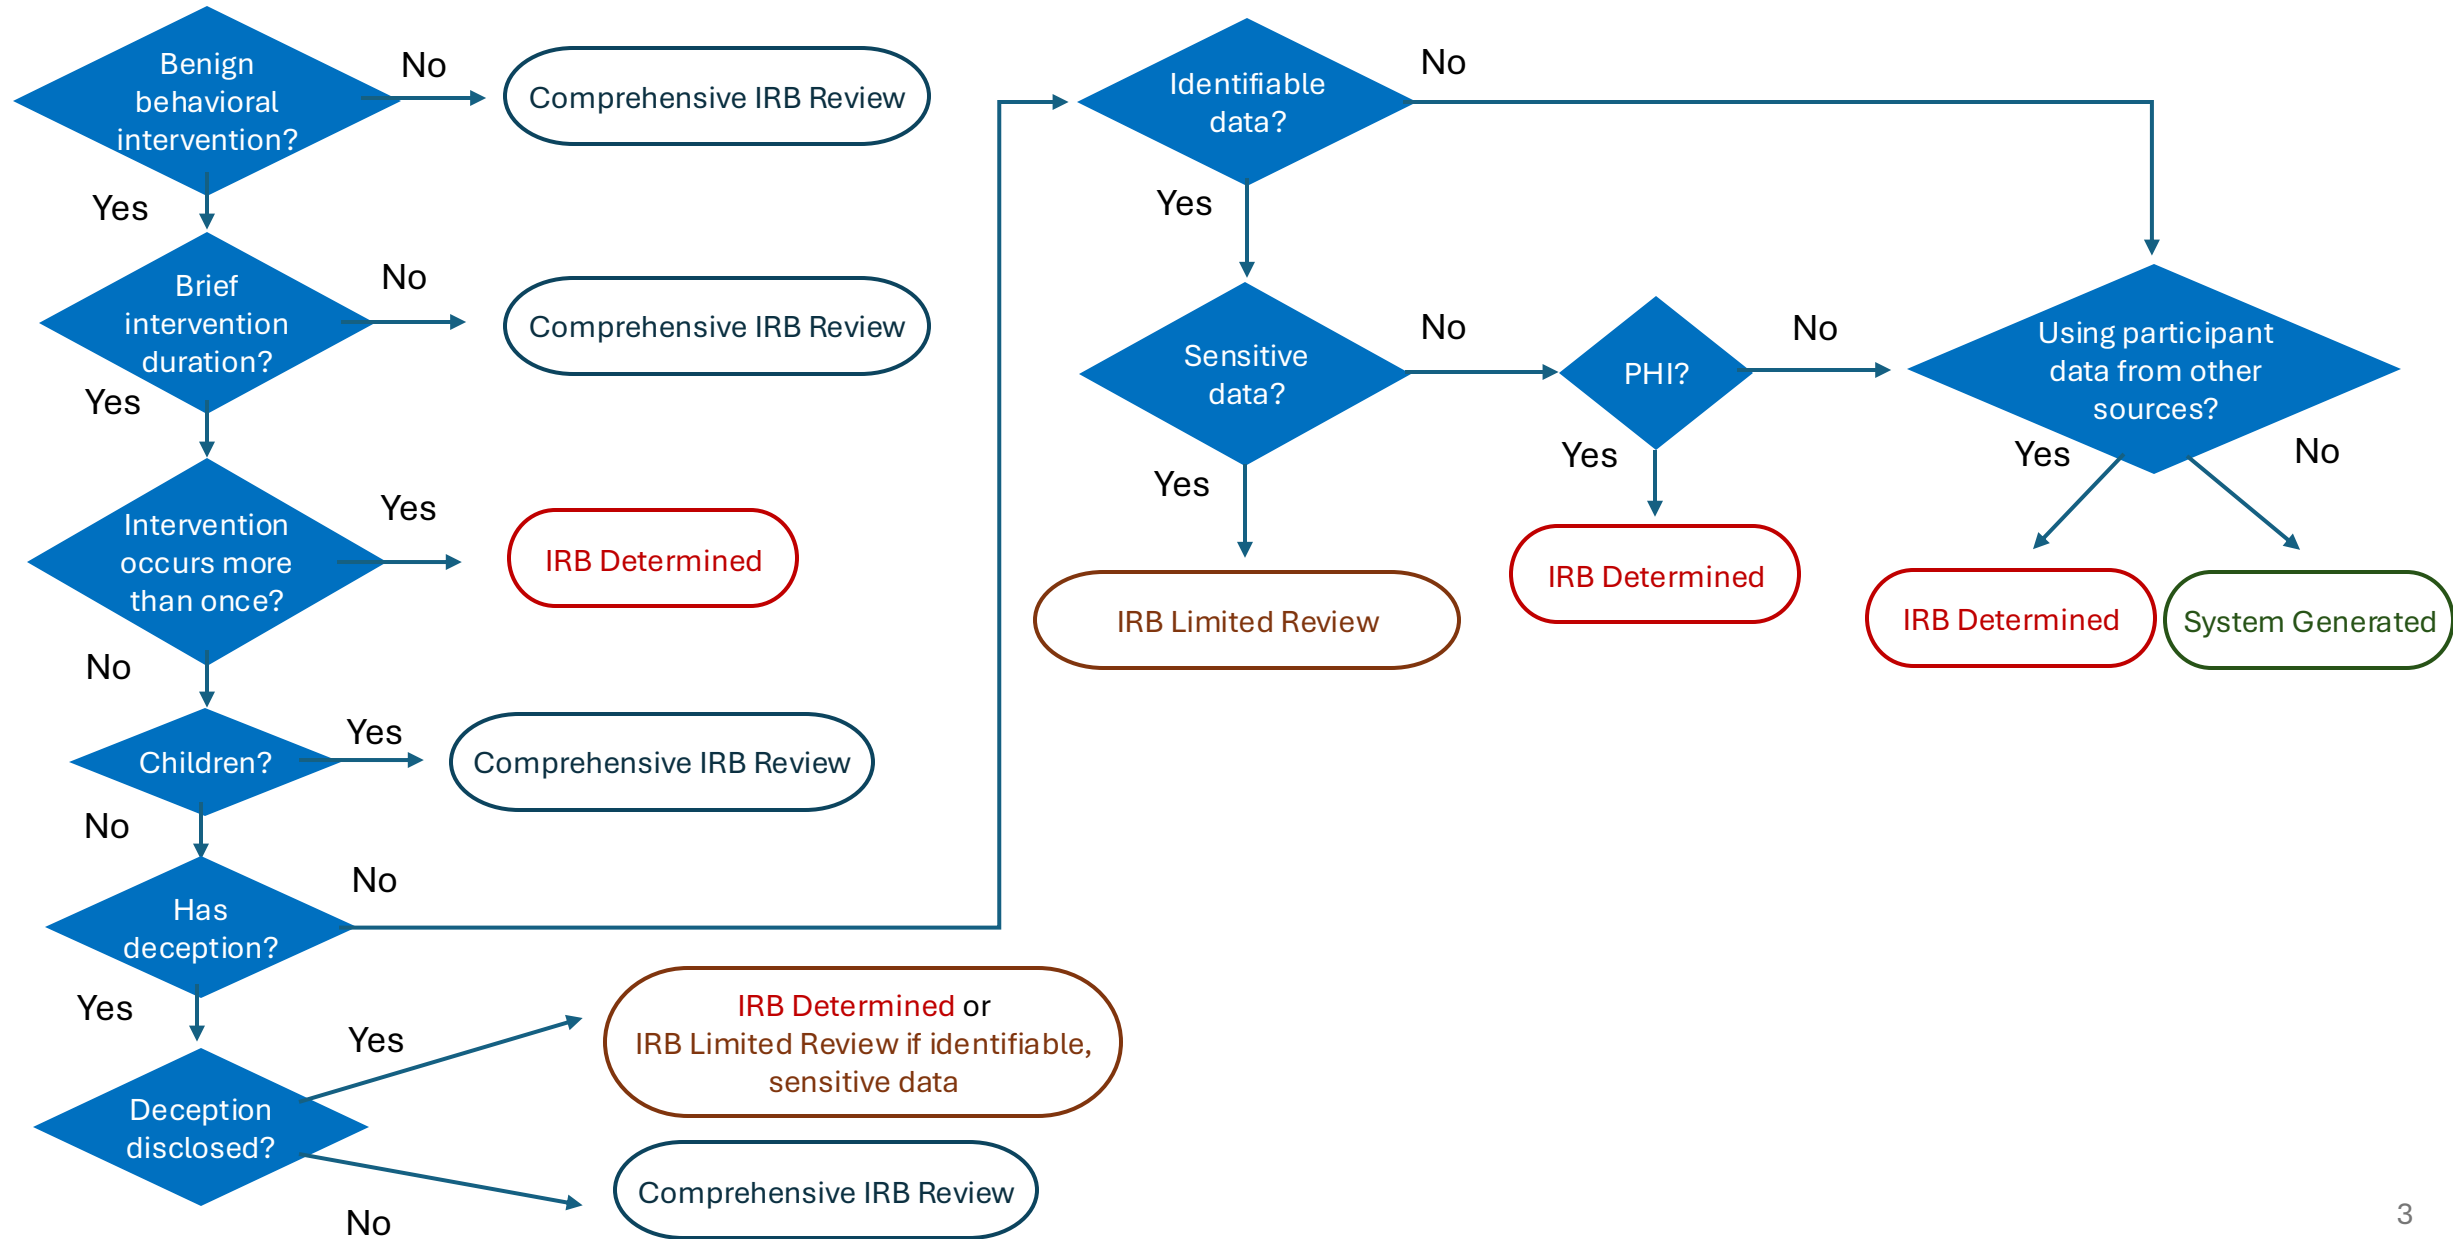 Benign
behavioral
intervention?
No
Comprehensive IRB Review
Yes
Brief
intervention
duration?
No
Comprehensive IRB Review
Yes
Intervention
occurs more
than once?
Yes
IRB Determined
No
Children?
Yes
Comprehensive IRB Review
No
Has
deception?
No
Yes
Deception
disclosed?
Yes
IRB Determined or
IRB Limited Review if identifiable,
sensitive data
No
Comprehensive IRB Review
Identifiable
data?
No
Yes
Sensitive
data?
No
Yes
IRB Limited Review
PHI?
No
Yes
IRB Determined
Using participant
data from other
sources?
Yes
No
IRB Determined
System Generated
3